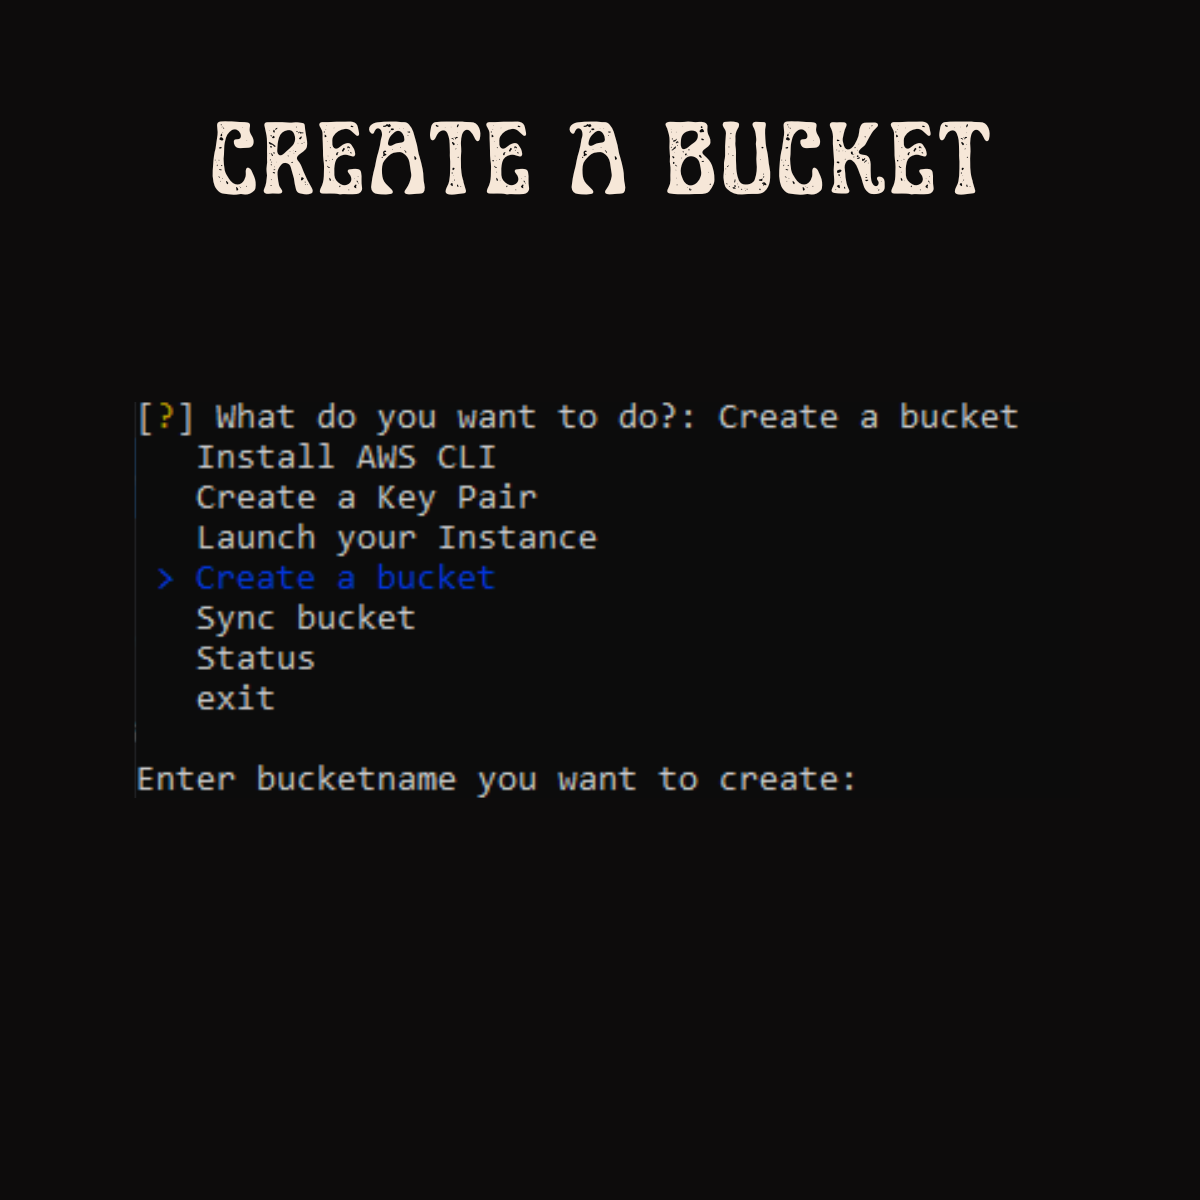 CREATE A BUCKET
[?] What do you want to do?: Create a bucket
Install AWS CLI
Create a Key Pair
Launch your Instance
> Create a bucket
Sync bucket
Status
exit
Enter bucketname you want to create: